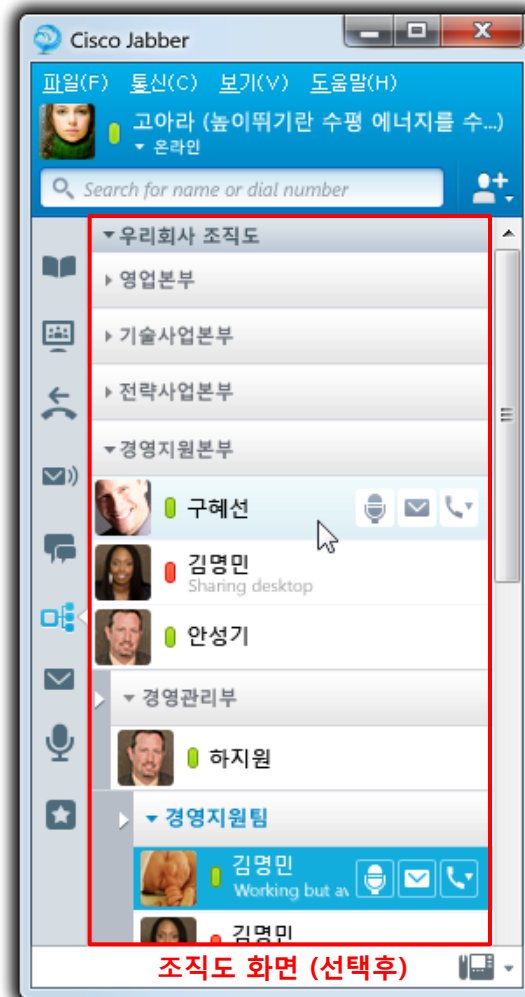 Cisco Jabber
파일(F) 통신(C) 보기(V) 도움말(H)
고아라 (높이뛰기란 수평 에너지를 수...)
온라인
Search for name or dial number
우리회사 조직도
영업본부
기술사업본부
전략사업본부
경영지원본부
구혜선
김명민
Sharing desktop
안성기
경영관리부
하지원
경영지원팀
김명민
Working but av
김명민
조직도 화면 (선택후)